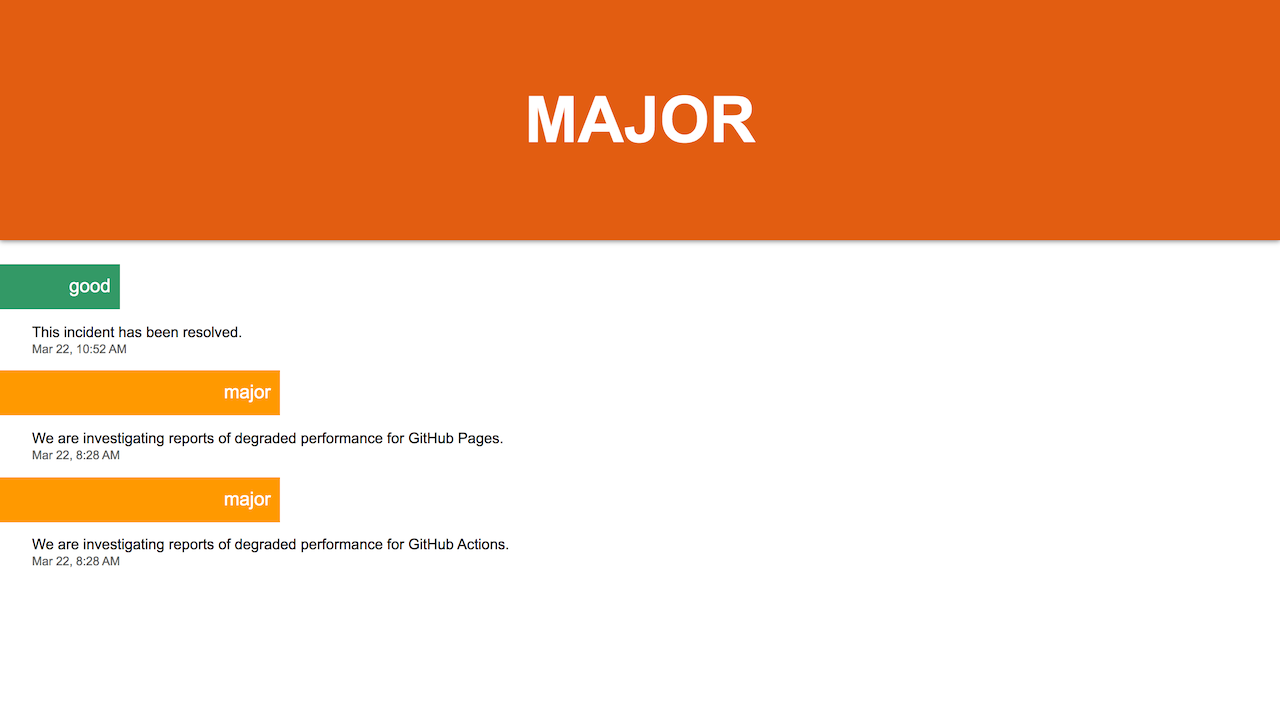 MAJOR
good
This incident has been resolved.
Mar 22, 10:52 AM
major
We are investigating reports of degraded performance for GitHub Pages.
Mar 22, 8:28 AM
major
We are investigating reports of degraded performance for GitHub Actions.
Mar 22, 8:28 AM